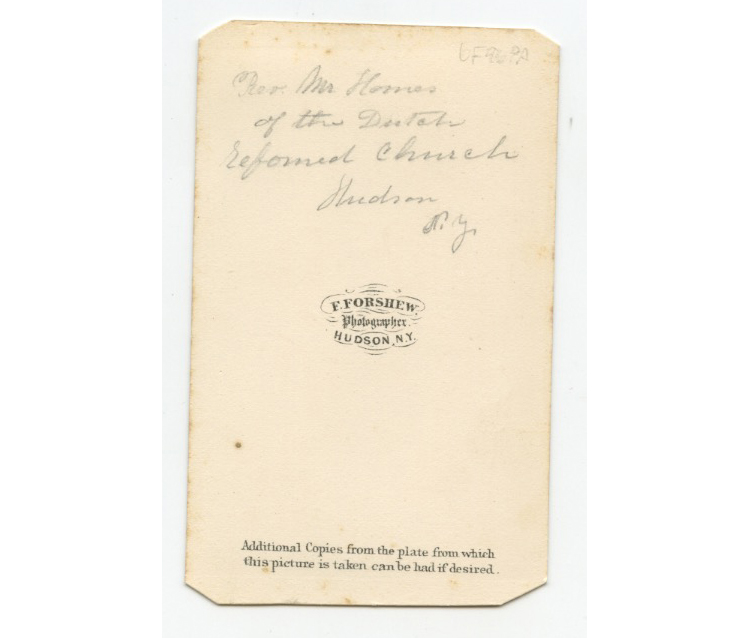 Rev. Mr Homes
of the Dutch
Reformed Church
Hudson
N.Y.
F. FORSHEW,
Photographer.
HUDSON, N.Y.
Additional Copies from the plate from which
this picture is taken can be had if desired.